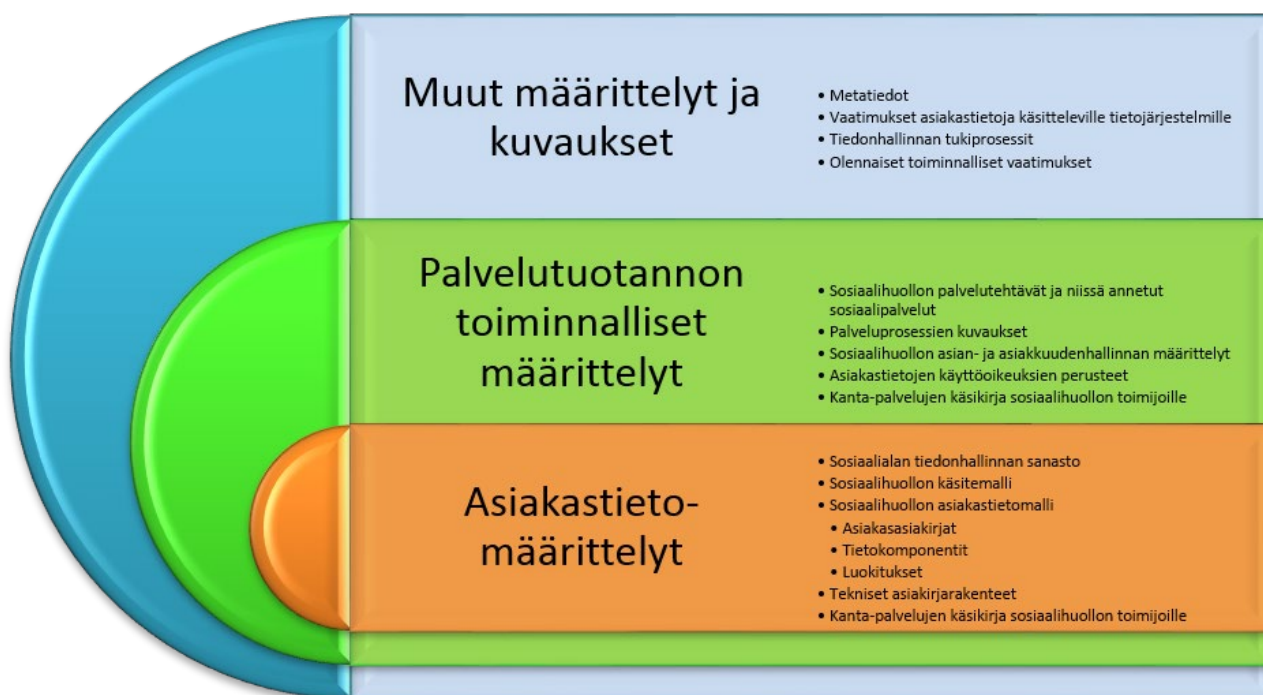 Muut määrittelyt ja
kuvaukset
• Metatiedot
• Vaatimukset asiakastietoja käsitteleville tietojärjestelmille
• Tiedonhallinnan tukiprosessit
• Olennaiset toiminnalliset vaatimukset
Palvelutuotannon
toiminnalliset
määrittelyt
• Sosiaalihuollon palvelutehtävät ja niissä annetut
sosiaalipalvelut
• Palveluprosessien kuvaukset
• Sosiaalihuollon asian- ja asiakkuudenhallinnan määrittelyt
• Asiakastietojen käyttöoikeuksien perusteet
• Kanta-palvelujen käsikirja sosiaalihuollon toimijoille
Asiakastieto-
määrittelyt
• Sosiaalialan tiedonhallinnan sanasto
• Sosiaalihuollon käsitemalli
• Sosiaalihuollon asiakastietomalli
• Asiakasasiakirjat
• Tietokomponentit
• Luokitukset
• Tekniset asiakirjarakenteet
• Kanta-palvelujen käsikirja sosiaalihuollon toimijoille